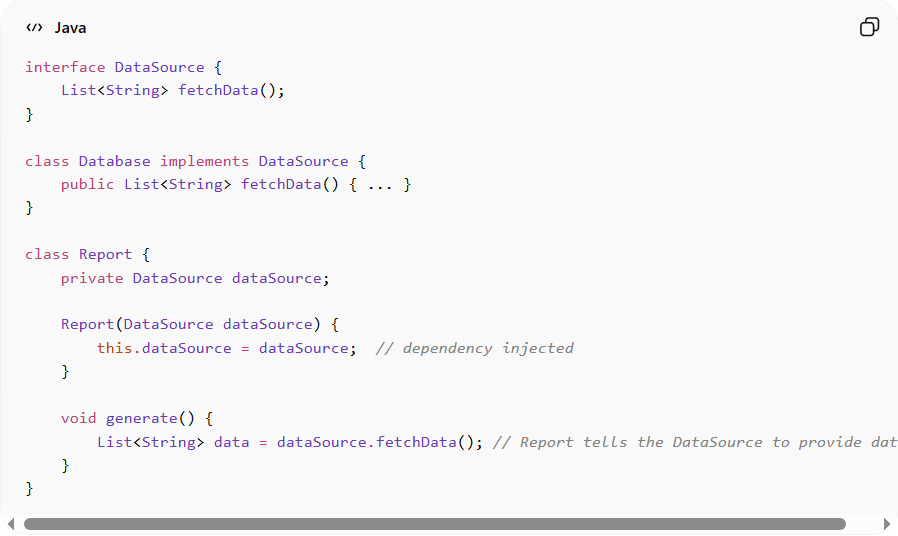 Java
interface DataSource {
    List<String> fetchData();
}

class Database implements DataSource {
    public List<String> fetchData() { ... }
}

class Report {
    private DataSource dataSource;

    Report(DataSource dataSource) {
        this.dataSource = dataSource;  // dependency injected
    }

    void generate() {
        List<String> data = dataSource.fetchData(); // Report tells the DataSource to provide dat
    }
}